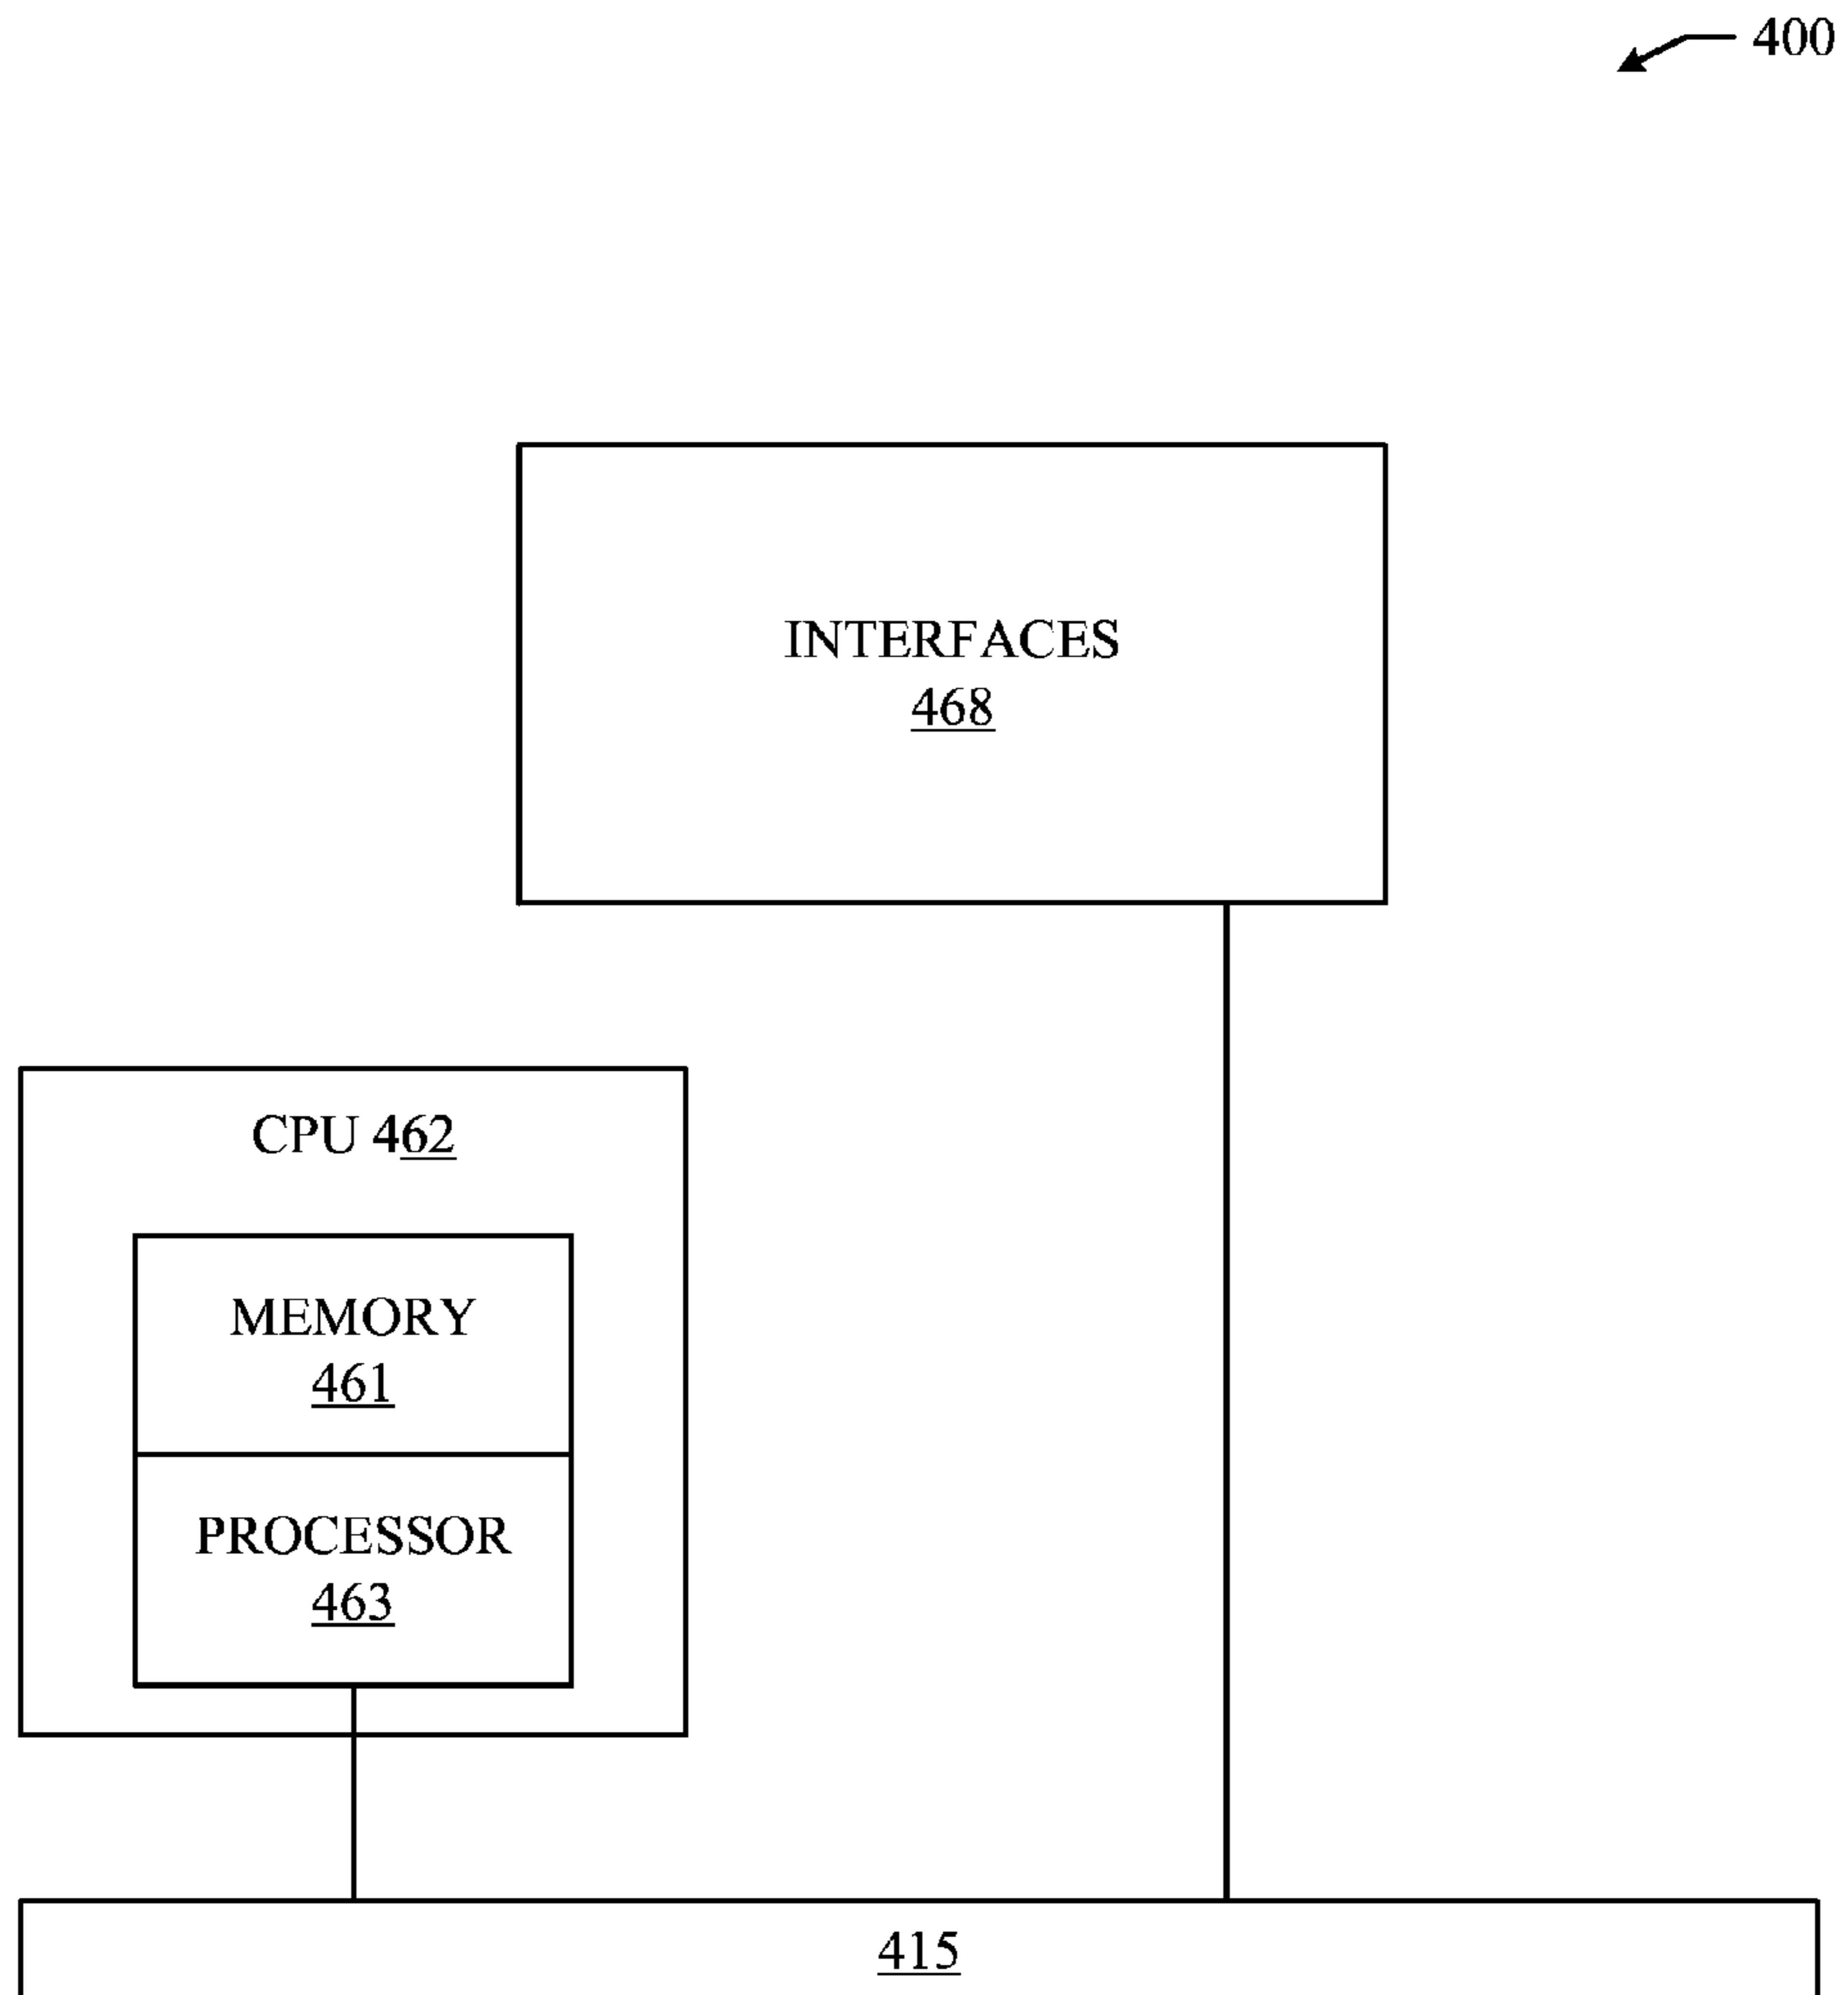 400
INTERFACES
468
CPU 462
MEMORY
461
PROCESSOR
463
415